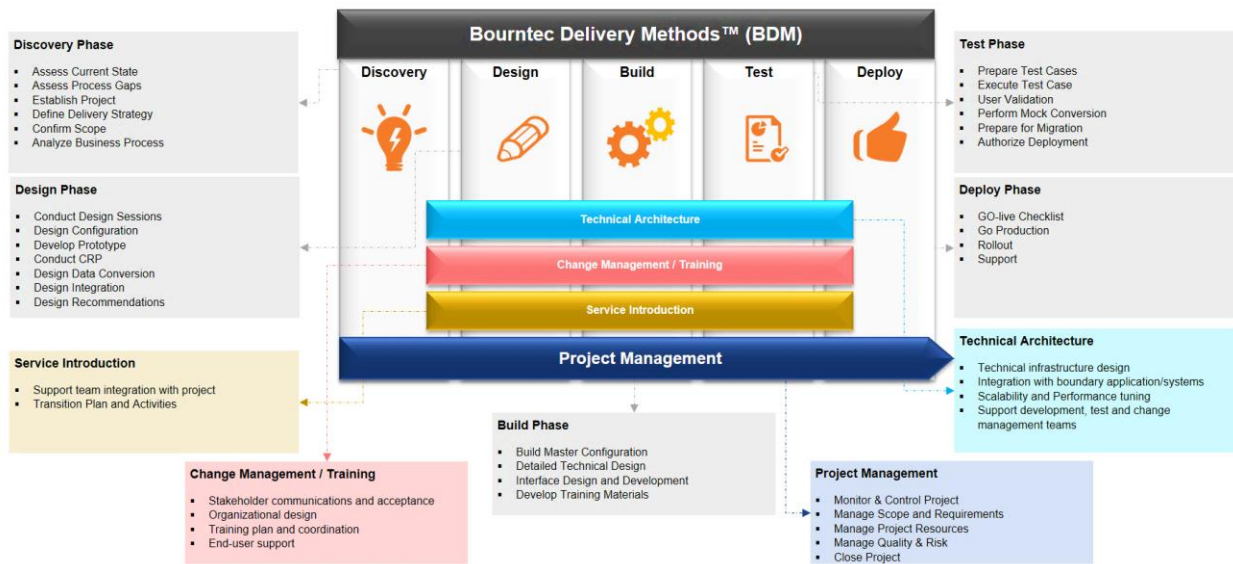 Bourntec Delivery Methods™ (BDM)
Discovery
Design
Build
Test
Deploy
Technical Architecture
Change Management / Training
Service Introduction
Project Management
Discovery Phase
▪ Assess Current State
▪ Assess Process Gaps
▪ Establish Project
▪ Define Delivery Strategy
▪ Confirm Scope
▪ Analyze Business Process
Design Phase
▪ Conduct Design Sessions
▪ Design Configuration
▪ Develop Prototype
▪ Conduct CRP
▪ Design Data Conversion
▪ Design Integration
▪ Design Recommendations
Service Introduction
▪ Support team integration with project
▪ Transition Plan and Activities
Change Management / Training
▪ Stakeholder communications and acceptance
▪ Organizational design
▪ Training plan and coordination
▪ End-user support
Build Phase
▪ Build Master Configuration
▪ Detailed Technical Design
▪ Interface Design and Development
▪ Develop Training Materials
Test Phase
▪ Prepare Test Cases
▪ Execute Test Case
▪ User Validation
▪ Perform Mock Conversion
▪ Prepare for Migration
▪ Authorize Deployment
Deploy Phase
▪ GO-live Checklist
▪ Go Production
▪ Rollout
▪ Support
Technical Architecture
▪ Technical infrastructure design
▪ Integration with boundary application/systems
▪ Scalability and Performance tuning
▪ Support development, test and change
management teams
Project Management
▪ Monitor & Control Project
▪ Manage Scope and Requirements
▪ Manage Project Resources
▪ Manage Quality & Risk
▪ Close Project